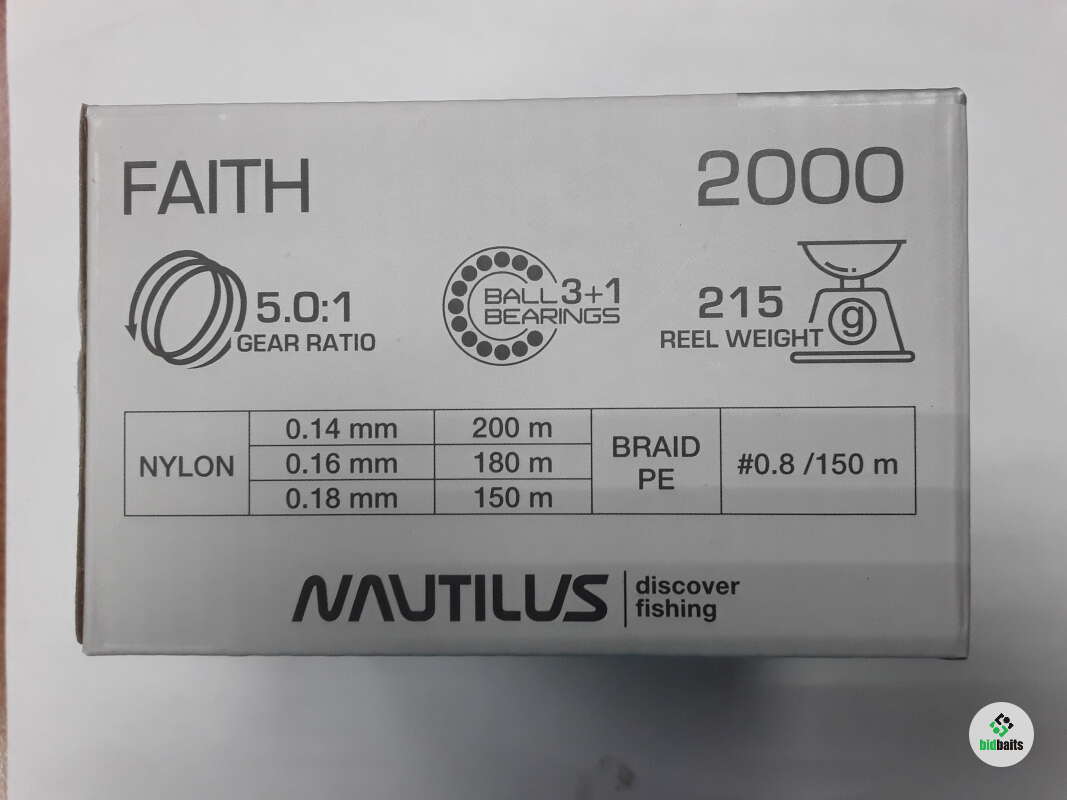 FAITH
2000
5.0:1
GEAR RATIO
BALL 3+1
BEARINGS
215
REEL WEIGHT
g
NYLON
0.14 mm 200 m
0.16 mm 180 m
0.18 mm 150 m
BRAID
PE
#0.8 /150 m
NAUTILUS
discover
fishing
bidbaits